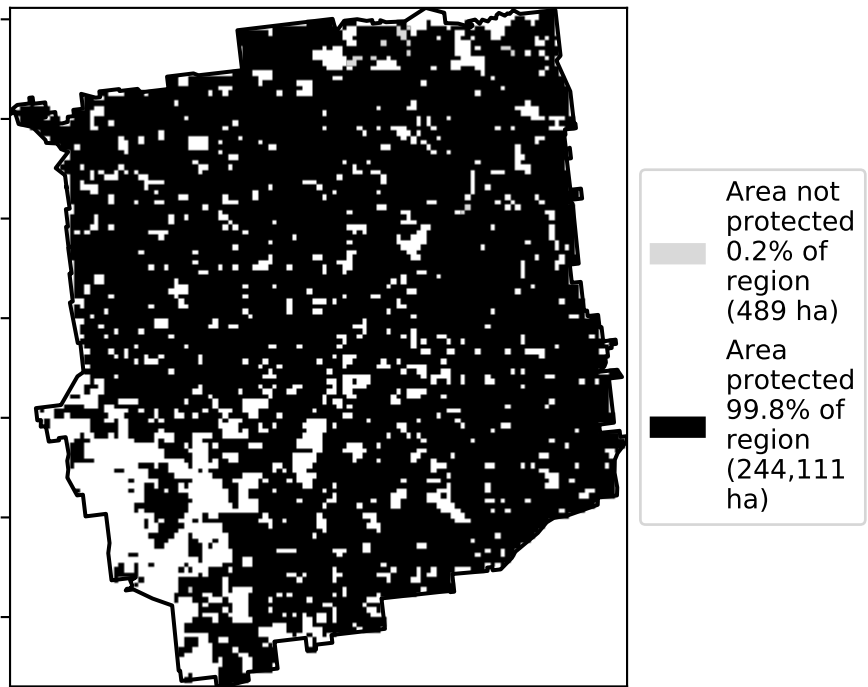 Area not
protected
0.2% of
region
(489 ha)
Area
protected
99.8% of
region
(244,111
ha)